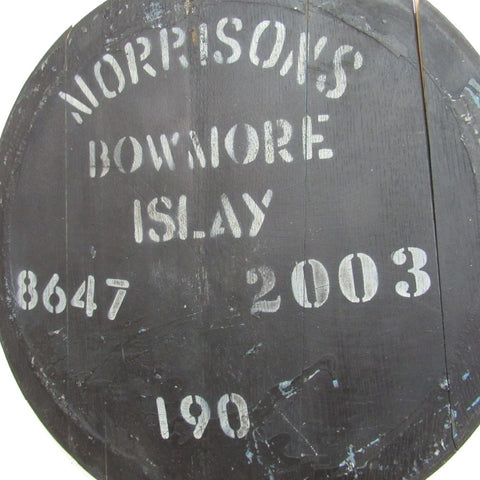 MORRISONS
BOWMORE
ISLAY
8647 2003
190